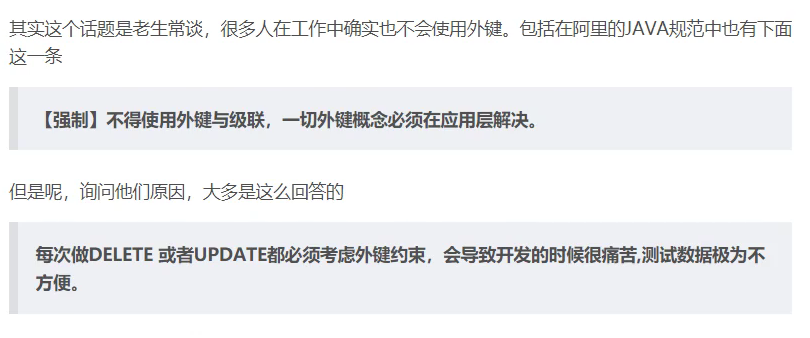 其实这个话题是老生常谈，很多人在工作中确实也不会使用外键。包括在阿里的JAVA规范中也有下面
这一条
【强制】不得使用外键与级联，一切外键概念必须在应用层解决。
但是呢，询问他们原因，大多是这么回答的
每次做DELETE 或者UPDATE都必须考虑外键约束，会导致开发的时候很痛苦,测试数据极为不
方便。